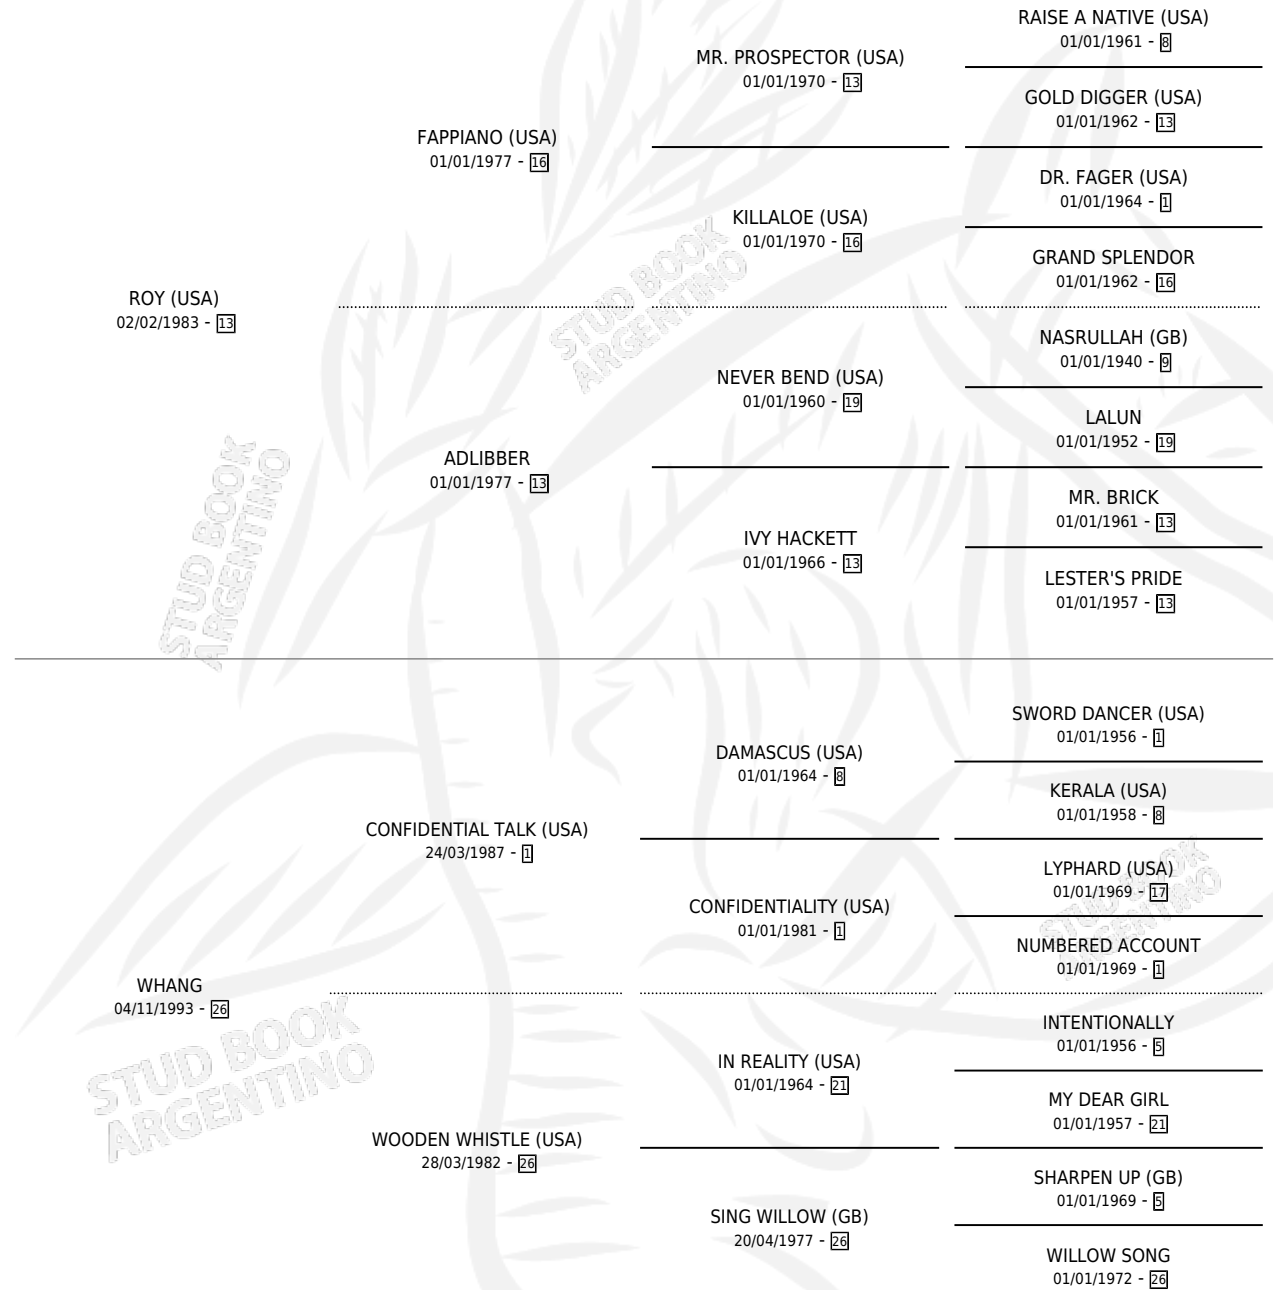 RAISE A NATIVE (USA)
01/01/1961 - 8
MR. PROSPECTOR (USA)
01/01/1970 - 13
GOLD DIGGER (USA)
01/01/1962 - 13
FAPPIANO (USA)
01/01/1977 - 16
DR. FAGER (USA)
01/01/1964 - 1
KILLALOE (USA)
01/01/1970 - 16
GRAND SPLENDOR
01/01/1962 - 16
ROY (USA)
02/02/1983 - 13
NASRULLAH (GB)
01/01/1940 - 9
NEVER BEND (USA)
01/01/1960 - 19
LALUN
01/01/1952 - 19
ADLIBBER
01/01/1977 - 13
MR. BRICK
01/01/1961 - 13
IVY HACKETT
01/01/1966 - 13
LESTER'S PRIDE
01/01/1957 - 13
SWORD DANCER (USA)
01/01/1956 - 1
DAMASCUS (USA)
01/01/1964 - 8
KERALA (USA)
01/01/1958 - 8
CONFIDENTIAL TALK (USA)
24/03/1987 - 1
LYPHARD (USA)
01/01/1969 - 17
CONFIDENTIALITY (USA)
01/01/1981 - 1
NUMBERED ACCOUNT
01/01/1969 - 1
WHANG
04/11/1993 - 26
INTENTIONALLY
01/01/1956 - 5
IN REALITY (USA)
01/01/1964 - 21
MY DEAR GIRL
01/01/1957 - 21
WOODEN WHISTLE (USA)
28/03/1982 - 26
SHARPEN UP (GB)
01/01/1969 - 5
SING WILLOW (GB)
20/04/1977 - 26
WILLOW SONG
01/01/1972 - 26
STUD BOOK
ARGENTINO
STUD BOOK
ARGENTINO
STUD BOOK
ARGENTINO
STUD BOOK
ARGENTINO